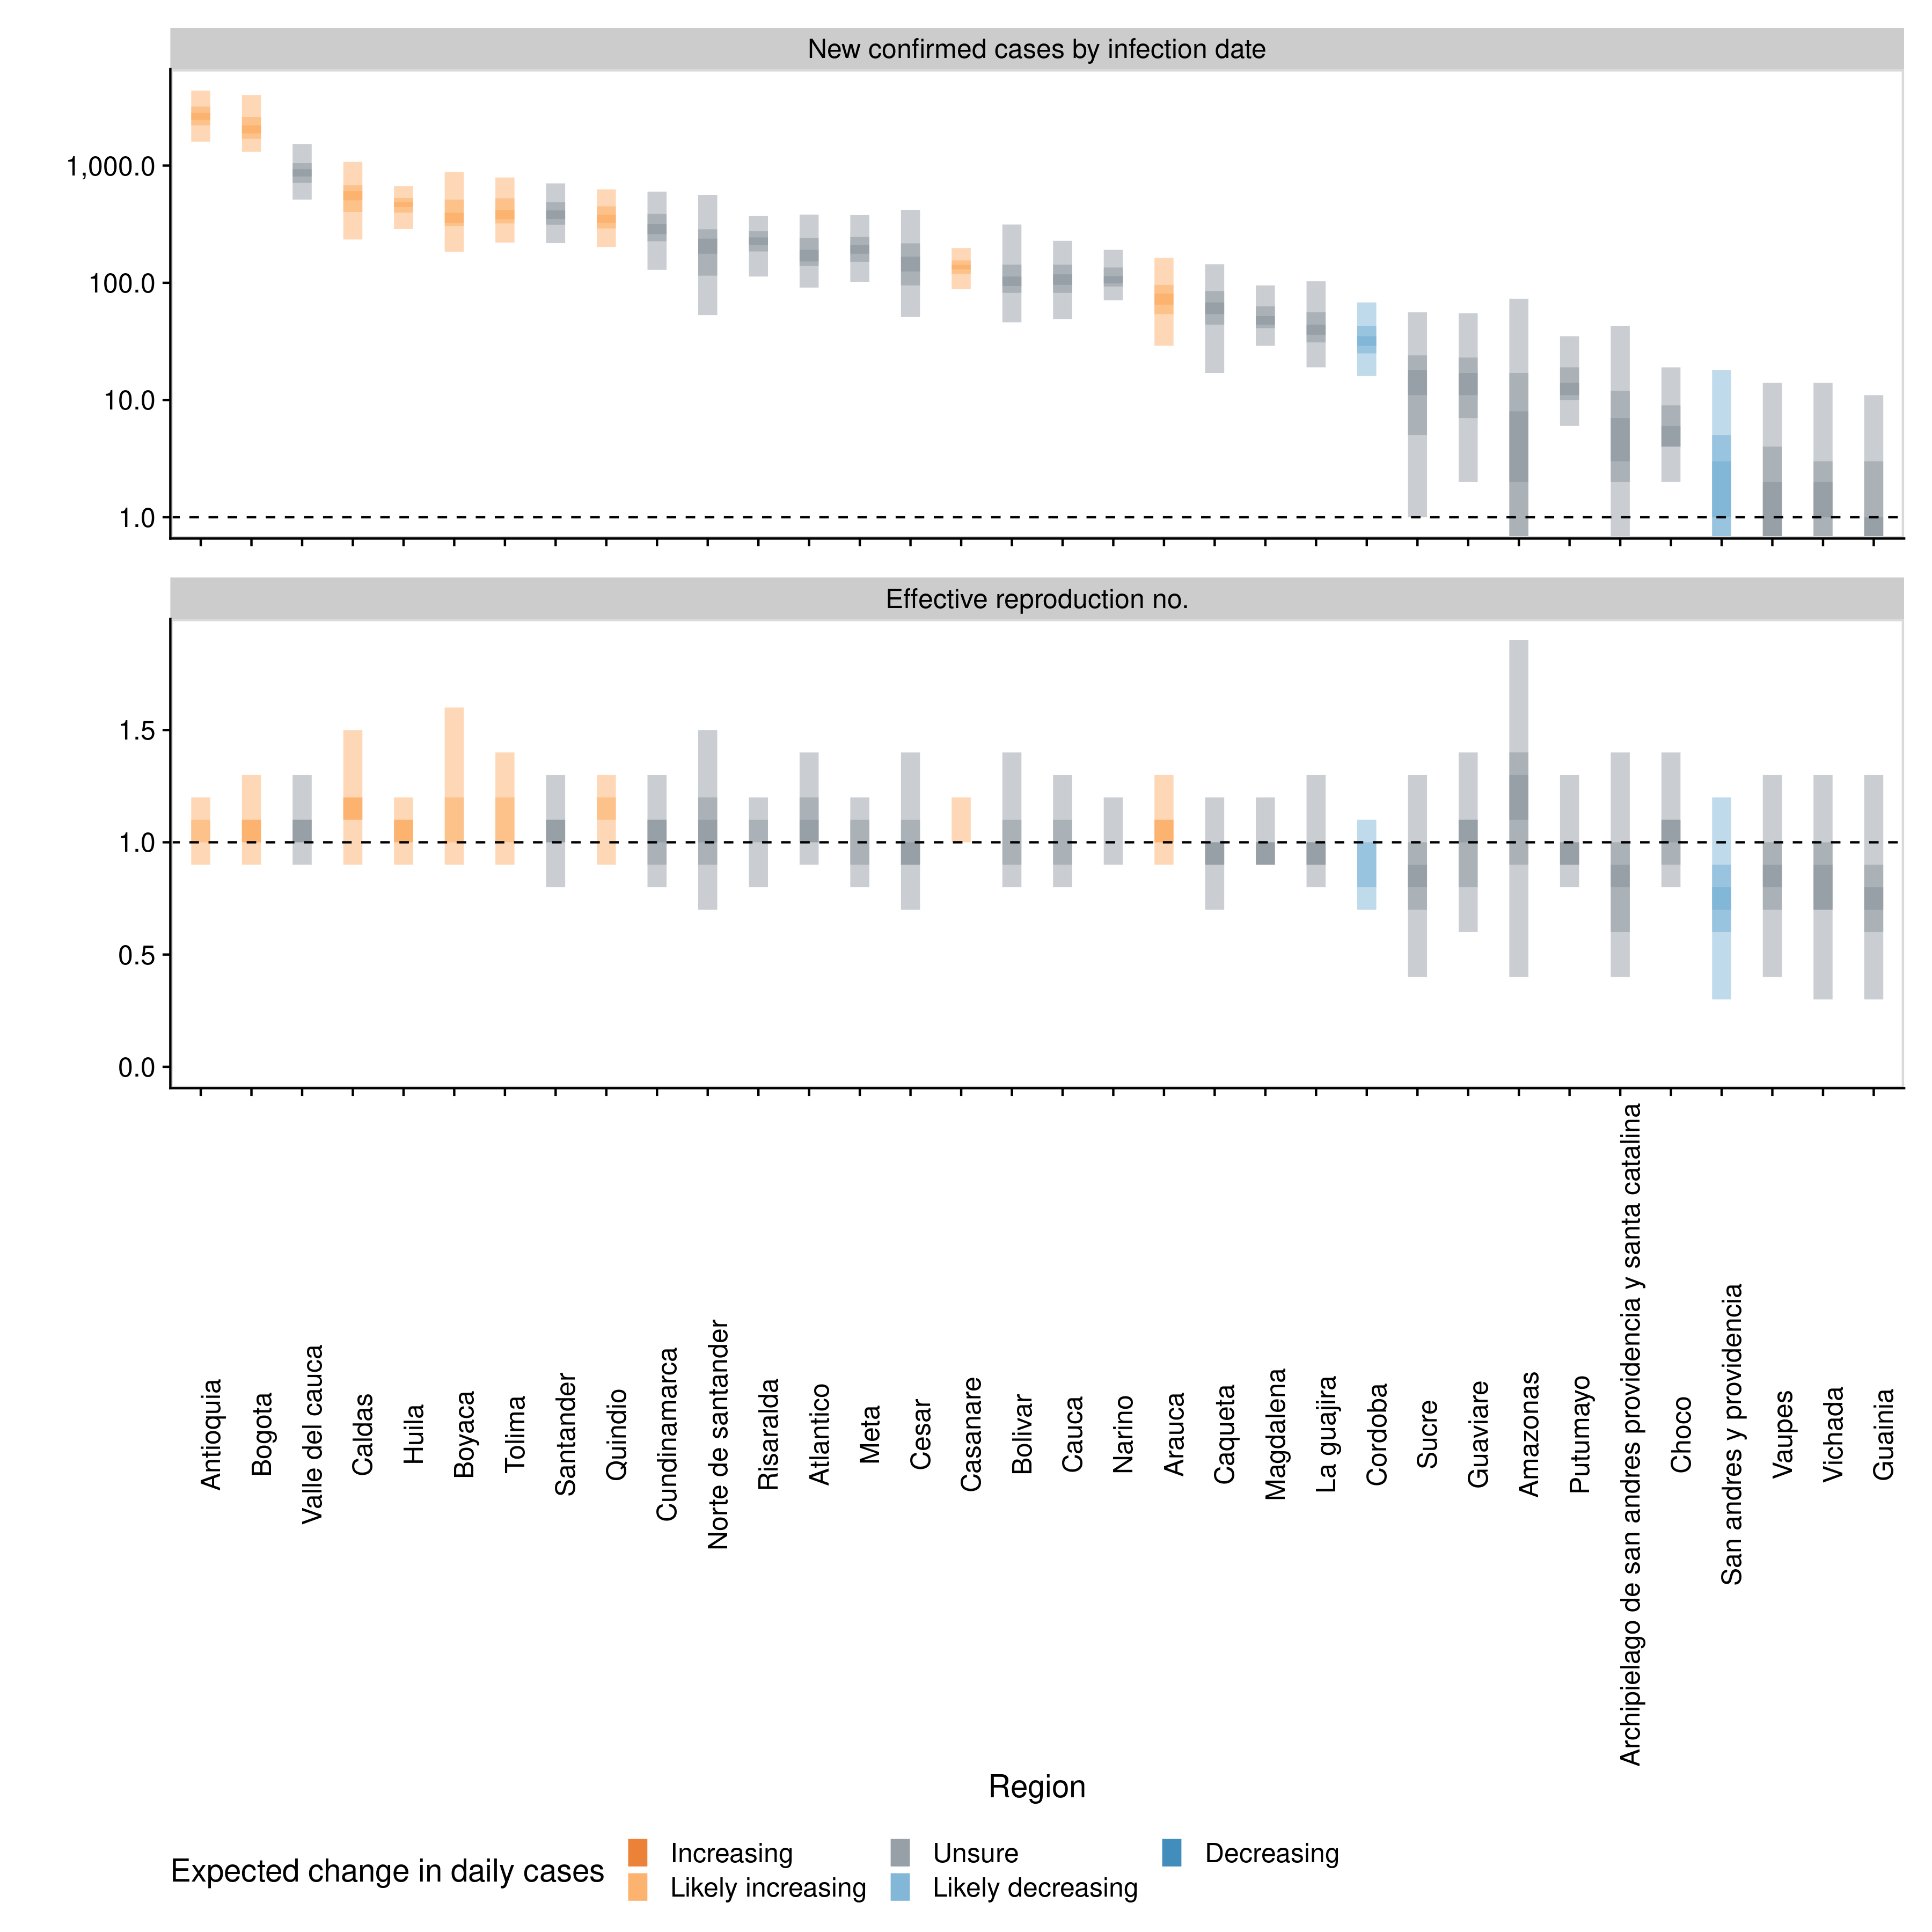 New confirmed cases by infection date
1,000.0
100.0
10.0
1.0
Effective reproduction no.
1.5
1.0
0.5
0.0
Antioquia
Bogota
Valle del cauca
Caldas
Huila
Boyaca
Tolima
Santander
Quindio
Cundinamarca
Norte de santander
Risaralda
Atlantico
Meta
Cesar
Casanare
Bolivar
Cauca
Narino
Arauca
Caqueta
Magdalena
La guajira
Cordoba
Sucre
Guaviare
Amazonas
Putumayo
Archipielago de san andres providencia y santa catalina
Choco
San andres y providencia
Vaupes
Vichada
Guainia
Region
Expected change in daily cases
Increasing
Likely increasing
Unsure
Likely decreasing
Decreasing